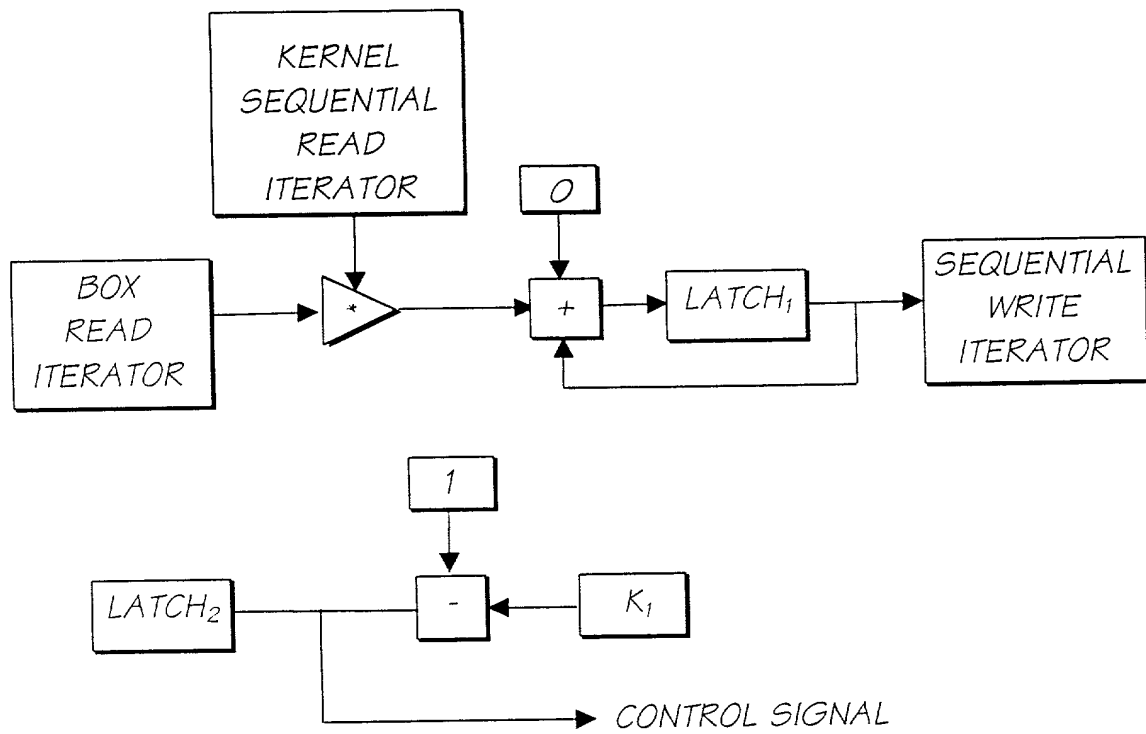 KERNEL
SEQUENTIAL
READ
ITERATOR
0
BOX
READ
ITERATOR
*
+
LATCH₁
SEQUENTIAL
WRITE
ITERATOR
1
LATCH₂
-
K₁
CONTROL SIGNAL